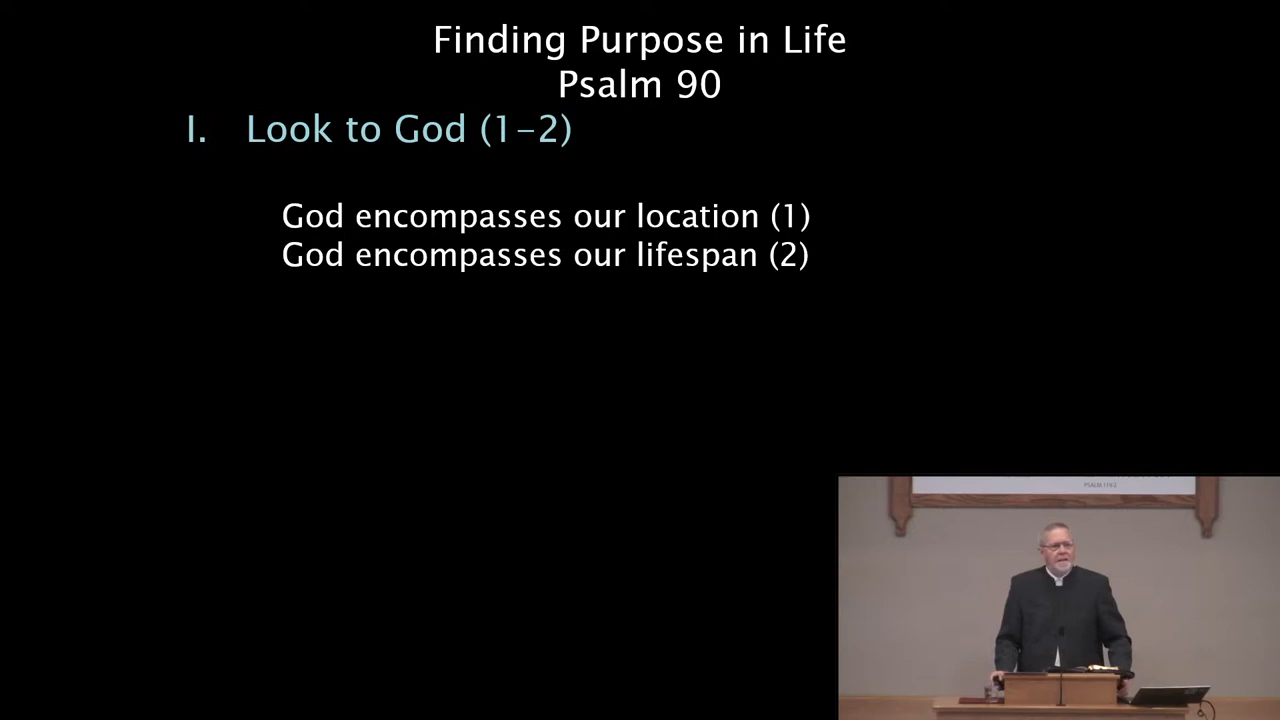 Finding Purpose in Life
Psalm 90
I. Look to God (1-2)
God encompasses our location (1)
God encompasses our lifespan (2)